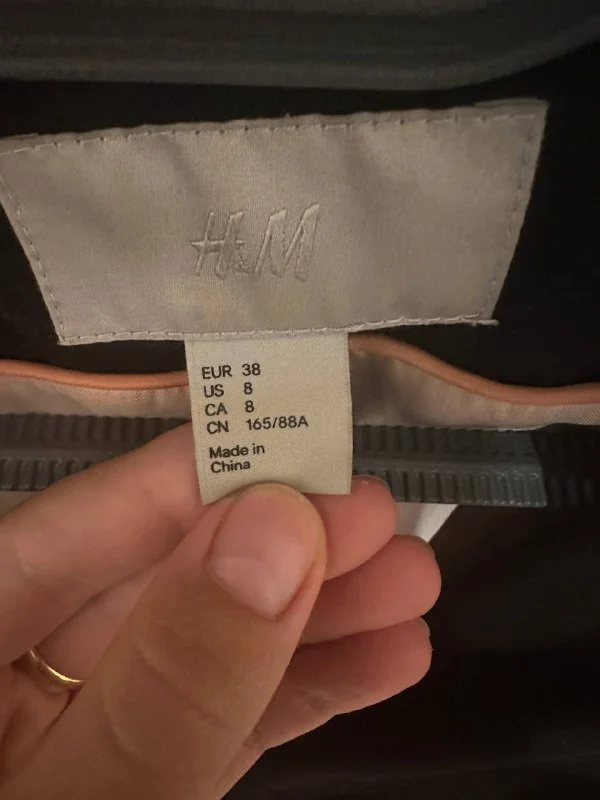 H&M
EUR 38
US 8
CA 8
CN 165/88A
Made in
China